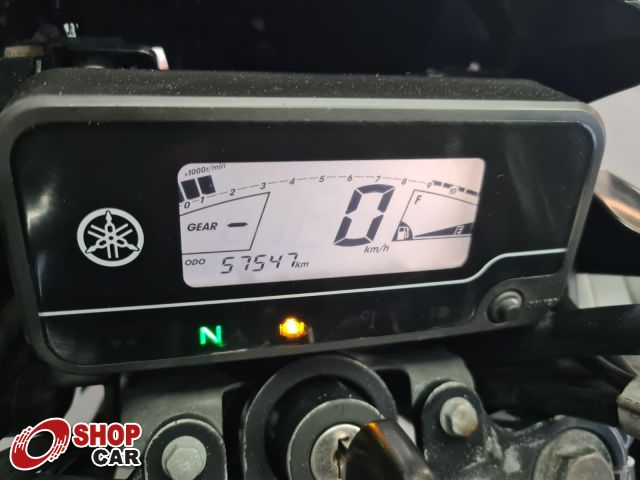 x1000r/min
0 1 2 3 4 5 6 7 8 9 10
GEAR -
0
km/h
F
E
ODO 57547 km
N
SHOP
CAR